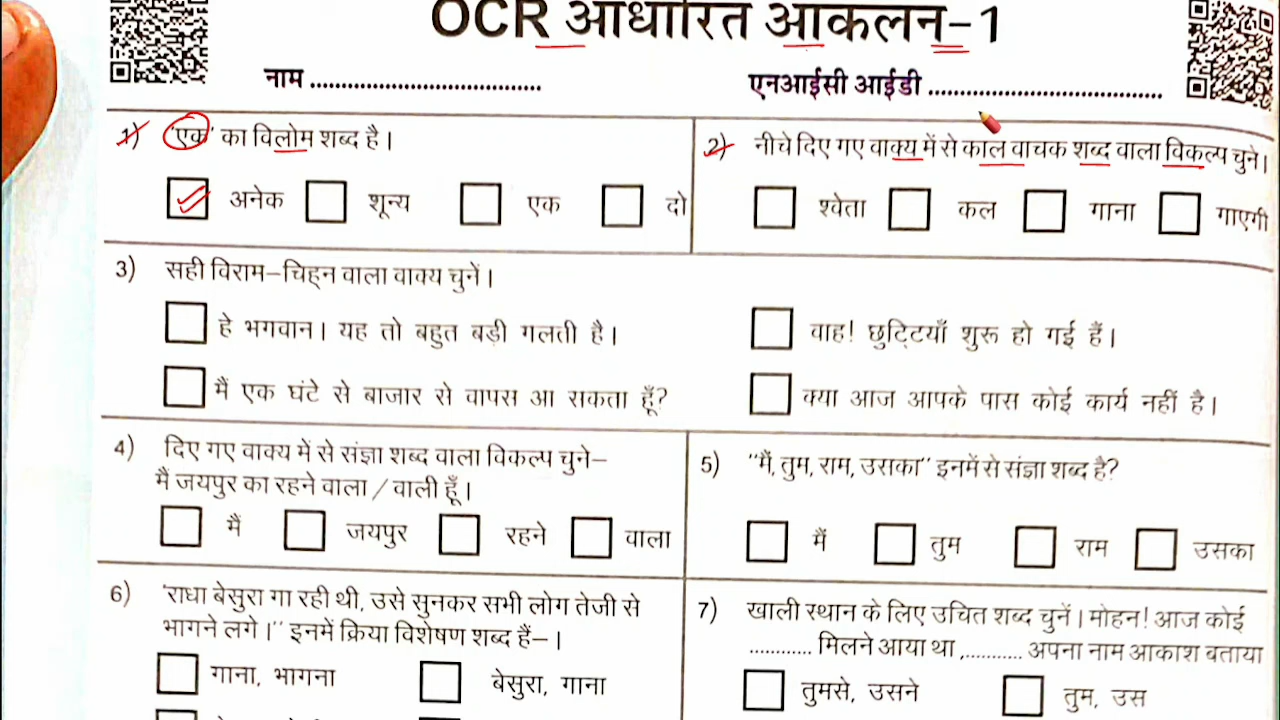 OCR आधारित आकलन-1
नाम ................................... एनआईसी आईडी ...................................
1) 'एक' का विलोम शब्द है।
अनेक शून्य एक दो
2) नीचे दिए गए वाक्य में से काल वाचक शब्द वाला विकल्प चुने।
श्वेता कल गाना गाएगी
3) सही विराम-चिह्न वाला वाक्य चुनें।
हे भगवान। यह तो बहुत बड़ी गलती है। वाह! छुट्टियाँ शुरू हो गई हैं।
मैं एक घंटे से बाजार से वापस आ सकता हूँ? क्या आज आपके पास कोई कार्य नहीं है।
4) दिए गए वाक्य में से संज्ञा शब्द वाला विकल्प चुने-
मैं जयपुर का रहने वाला / वाली हूँ।
मैं जयपुर रहने वाला
5) "मैं, तुम, राम, उसका" इनमें से संज्ञा शब्द है?
मैं तुम राम उसका
6) 'राधा बेसुरा गा रही थी, उसे सुनकर सभी लोग तेजी से
भागने लगे।" इनमें क्रिया विशेषण शब्द हैं-।
गाना, भागना बेसुरा, गाना
7) खाली स्थान के लिए उचित शब्द चुनें। मोहन! आज कोई
............ मिलने आया था ,........... अपना नाम आकाश बताया
तुमसे, उसने तुम, उस